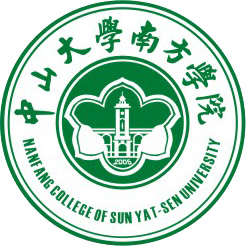 中山大學南方學院
2006
NANFANG COLLEGE OF SUN YAT-SEN UNIVERSITY